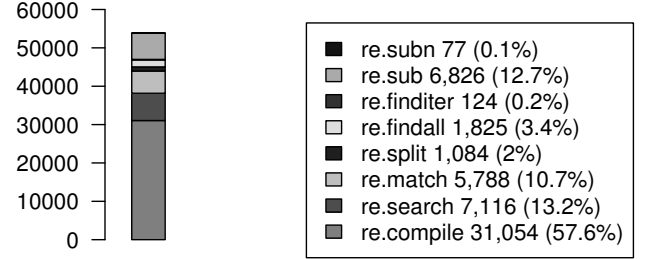 60000
50000
40000
30000
20000
10000
0
re.subn 77 (0.1%)
re.sub 6,826 (12.7%)
re.finditer 124 (0.2%)
re.findall 1,825 (3.4%)
re.split 1,084 (2%)
re.match 5,788 (10.7%)
re.search 7,116 (13.2%)
re.compile 31,054 (57.6%)